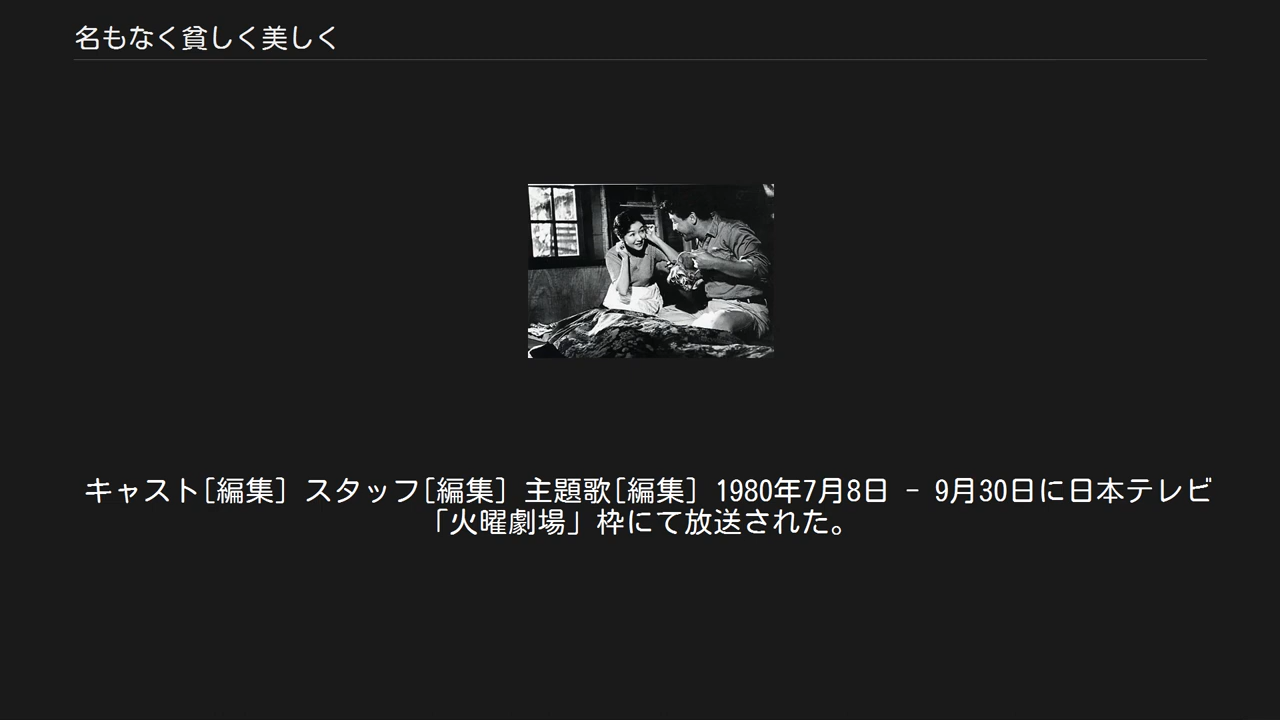 名もなく貧しく美しく
キャスト[編集] スタッフ[編集] 主題歌[編集] 1980年7月8日 - 9月30日に日本テレビ
「火曜劇場」枠にて放送された。